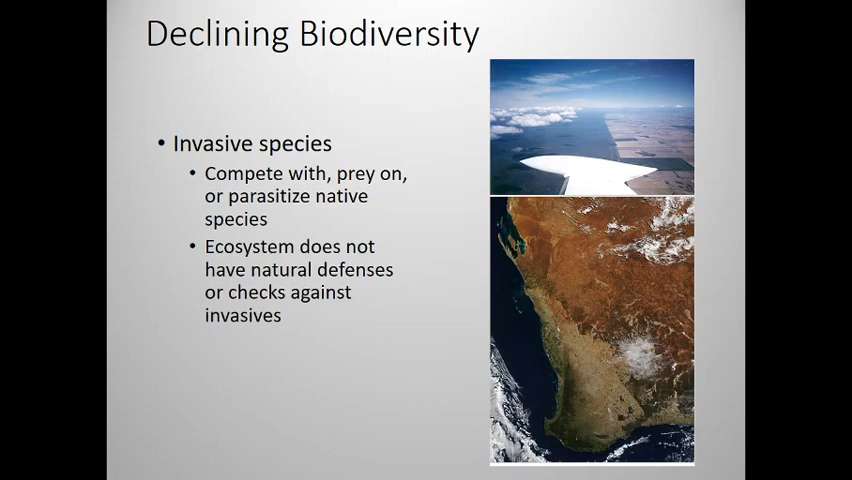 Declining Biodiversity
• Invasive species
• Compete with, prey on,
or parasitize native
species
• Ecosystem does not
have natural defenses
or checks against
invasives